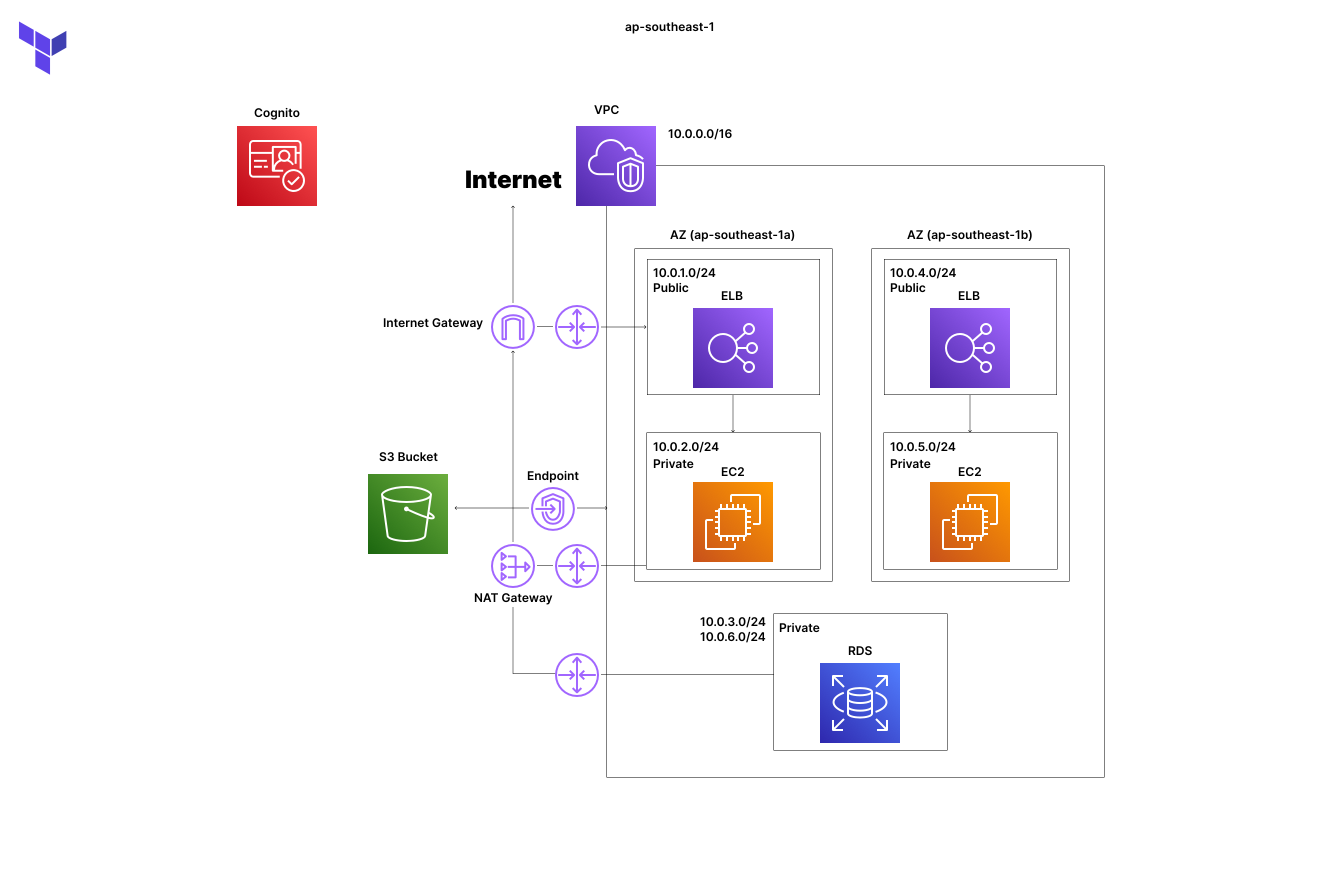 ap-southeast-1
Cognito
VPC
10.0.0.0/16
Internet
AZ (ap-southeast-1a)
AZ (ap-southeast-1b)
10.0.1.0/24
Public
ELB
10.0.4.0/24
Public
ELB
Internet Gateway
10.0.2.0/24
Private
EC2
10.0.5.0/24
Private
EC2
S3 Bucket
Endpoint
NAT Gateway
10.0.3.0/24
10.0.6.0/24
Private
RDS